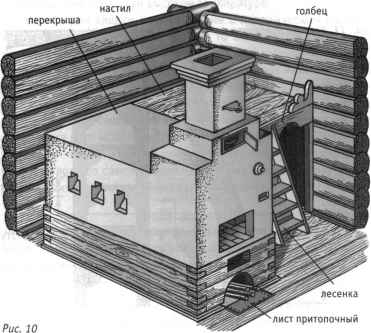 настил
голбец
перекрыша
лесенка
лист притопочный
Рис. 10